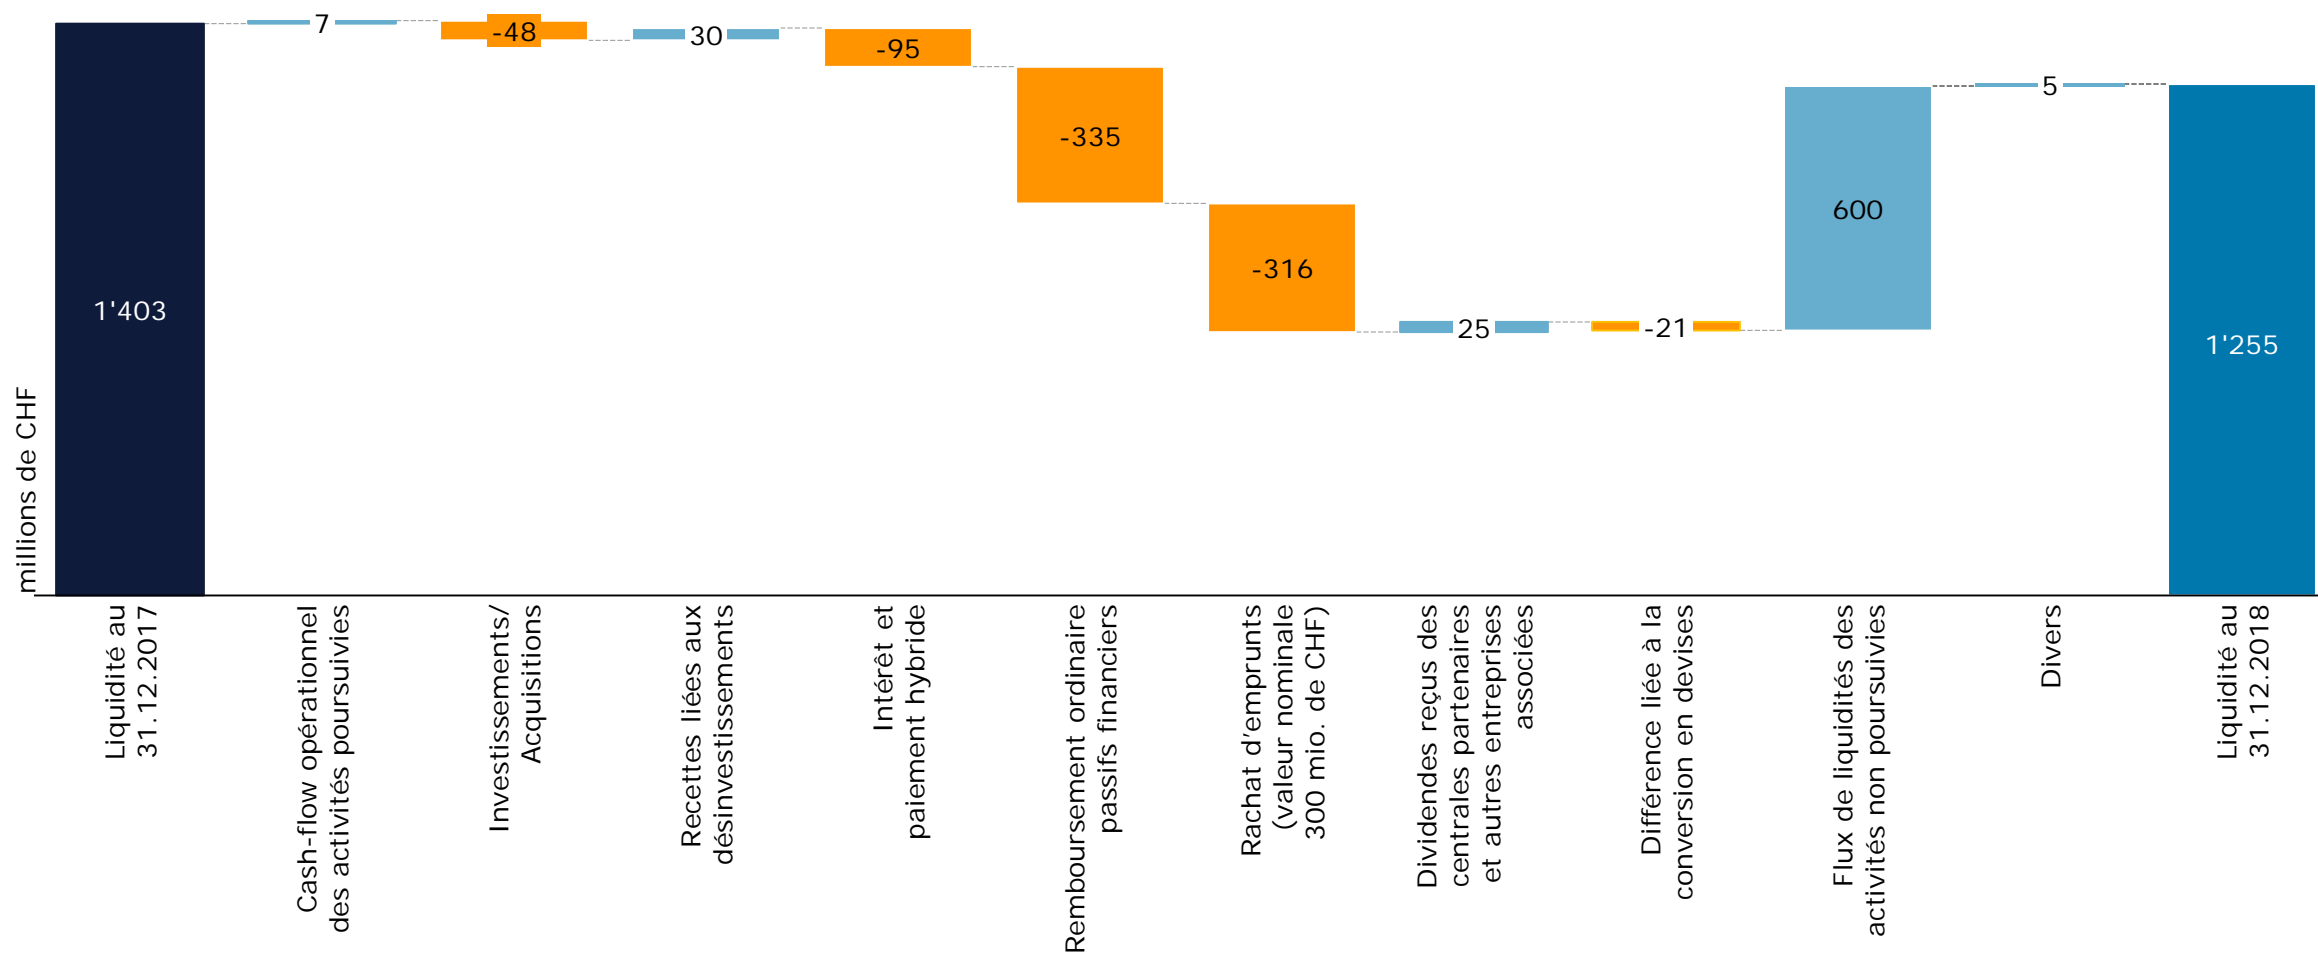 7
-48
30
-95
-335
-316
25
-21
600
5
1'403
1'255
millions de CHF
Liquidité au
31.12.2017
Cash-flow opérationnel
des activités poursuivies
Investissements/
Acquisitions
Recettes liées aux
désinvestissements
Intérêt et
paiement hybride
Remboursement ordinaire
passifs financiers
Rachat d’emprunts
(valeur nominale
300 mio. de CHF)
Dividendes reçus des
centrales partenaires
et autres entreprises
associées
Différence liée à la
conversion en devises
Flux de liquidités des
activités non poursuivies
Divers
Liquidité au
31.12.2018